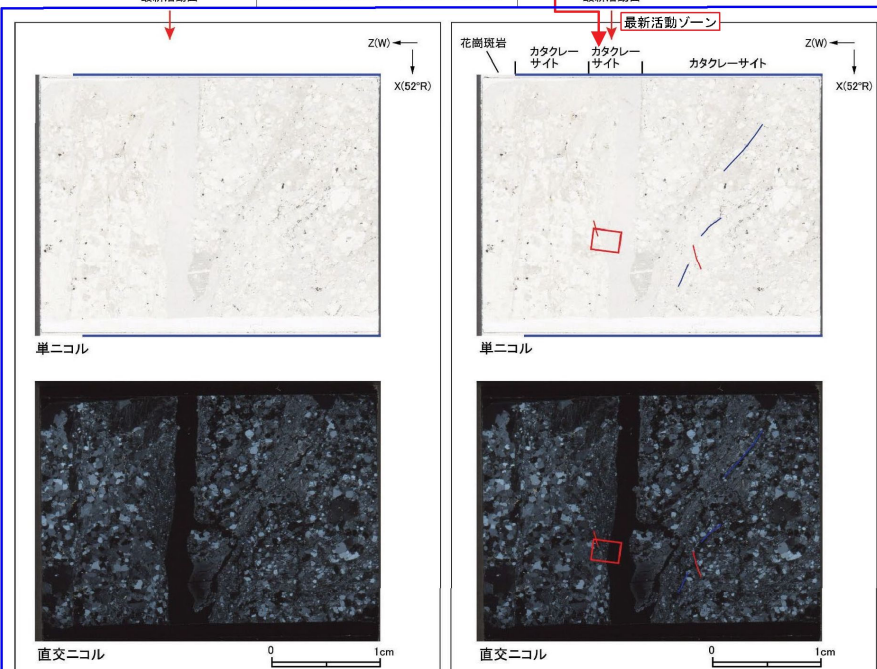 最新活動面
最新活動面
最新活動ゾーン
Z(W)
X(52°R)
花崗斑岩
カタクレー
サイト
カタクレー
サイト
カタクレーサイト
Z(W)
X(52°R)
単ニコル
単ニコル
直交ニコル
0
1cm
直交ニコル
0
1cm